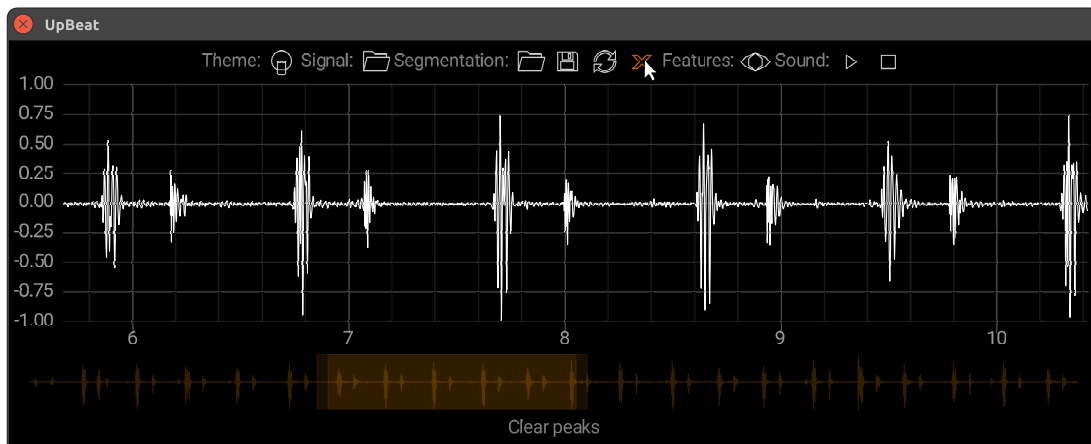 UpBeat
Theme: Signal: Segmentation: Features: Sound:
1.00
0.75
0.50
0.25
0.00
-0.25
-0.50
-0.75
-1.00
6 7 8 9 10
Clear peaks